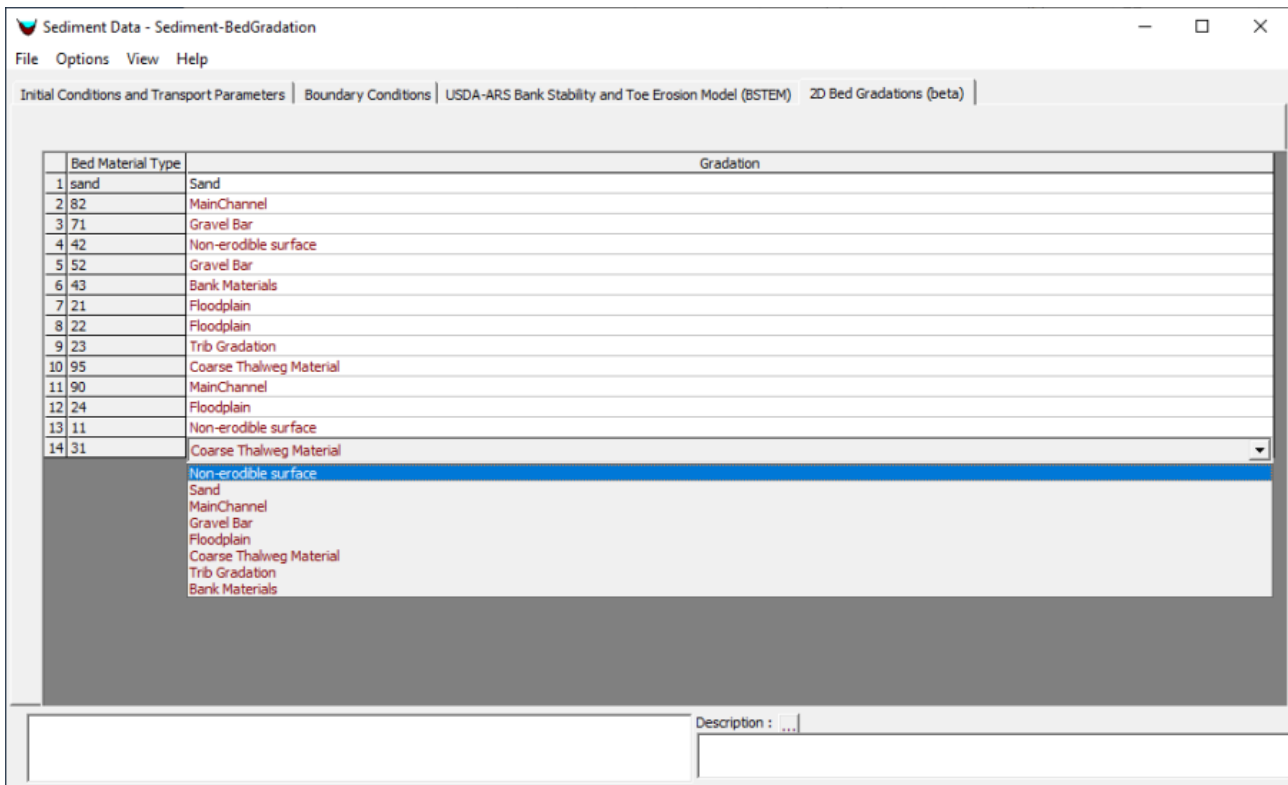 Sediment Data - Sediment-BedGradation
File Options View Help
Initial Conditions and Transport Parameters Boundary Conditions USDA-ARS Bank Stability and Toe Erosion Model (BSTEM) 2D Bed Gradations (beta)
Bed Material Type Gradation
1 sand Sand
2 82 MainChannel
3 71 Gravel Bar
4 42 Non-erodible surface
5 52 Gravel Bar
6 43 Bank Materials
7 21 Floodplain
8 22 Floodplain
9 23 Trib Gradation
10 95 Coarse Thalweg Material
11 90 MainChannel
12 24 Floodplain
13 11 Non-erodible surface
14 31 Coarse Thalweg Material
Non-erodible surface
Sand
MainChannel
Gravel Bar
Floodplain
Coarse Thalweg Material
Trib Gradation
Bank Materials
Description : ...